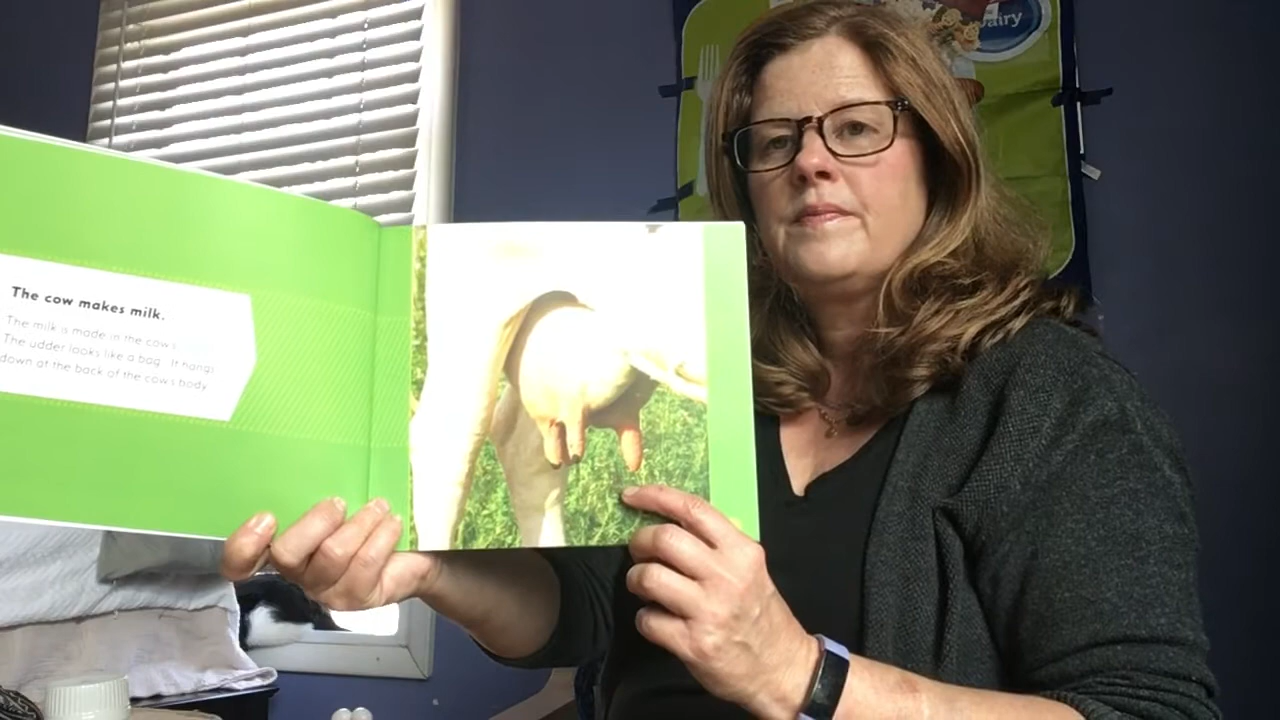 The cow makes milk.
The milk is made in the cow's
The udder looks like a bag. It hangs
down at the back of the cow's body
Dairy